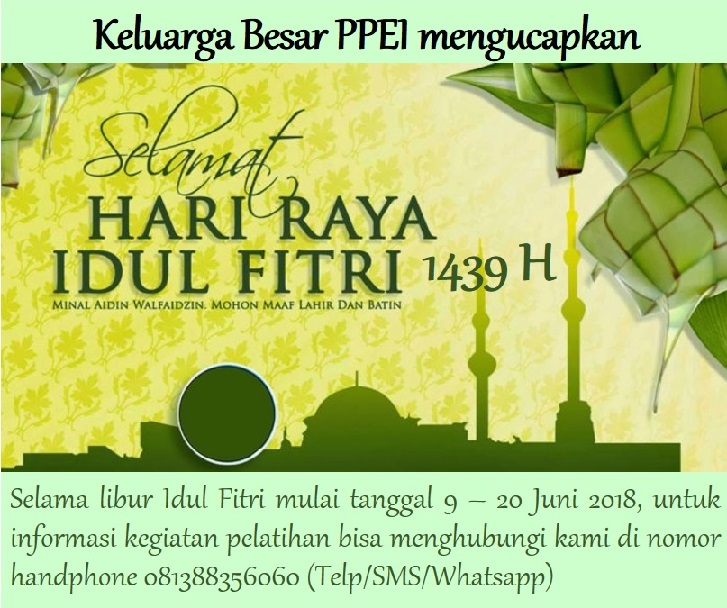 Keluarga Besar PPEI mengucapkan
Selamat
HARI RAYA
IDUL FITRI 1439 H
MINAL AIDIN WALFAIDZIN. MOHON MAAF LAHIR DAN BATIN
Selama libur Idul Fitri mulai tanggal 9 – 20 Juni 2018, untuk
informasi kegiatan pelatihan bisa menghubungi kami di nomor
handphone 081388356060 (Telp/SMS/Whatsapp)